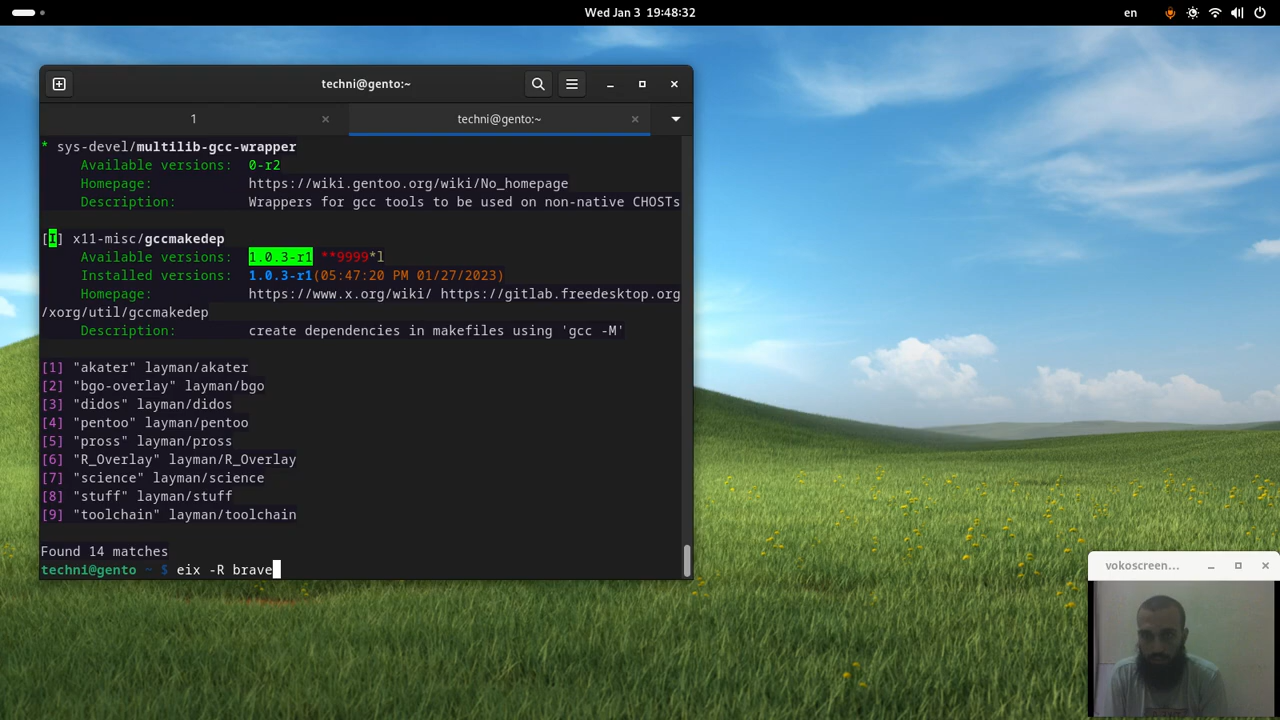 Wed Jan 3  19:48:32
en
techni@gento:~
1
techni@gento:~
* sys-devel/multilib-gcc-wrapper
Available versions:  0-r2
Homepage:            https://wiki.gentoo.org/wiki/No_homepage
Description:         Wrappers for gcc tools to be used on non-native CHOSTs
[I] x11-misc/gccmakedep
Available versions:  1.0.3-r1 **9999*l
Installed versions:  1.0.3-r1(05:47:20 PM 01/27/2023)
Homepage:            https://www.x.org/wiki/ https://gitlab.freedesktop.org
/xorg/util/gccmakedep
Description:         create dependencies in makefiles using 'gcc -M'
[1] "akater" layman/akater
[2] "bgo-overlay" layman/bgo
[3] "didos" layman/didos
[4] "pentoo" layman/pentoo
[5] "pross" layman/pross
[6] "R_Overlay" layman/R_Overlay
[7] "science" layman/science
[8] "stuff" layman/stuff
[9] "toolchain" layman/toolchain
Found 14 matches
techni@gento ~ $ eix -R brave
vokoscreen...